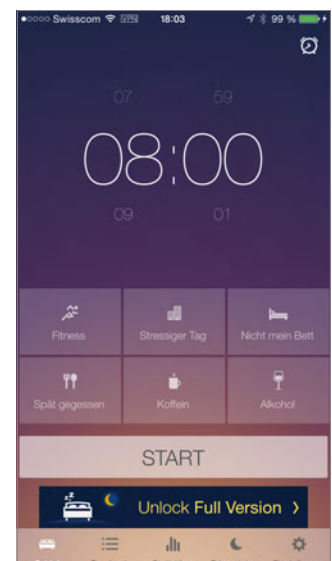 Swisscom VPN 18:03 99 %
07 59
08:00
09 01
Fitness Stressiger Tag Nicht mein Bett
Spät gegessen Koffein Alkohol
START
Unlock Full Version